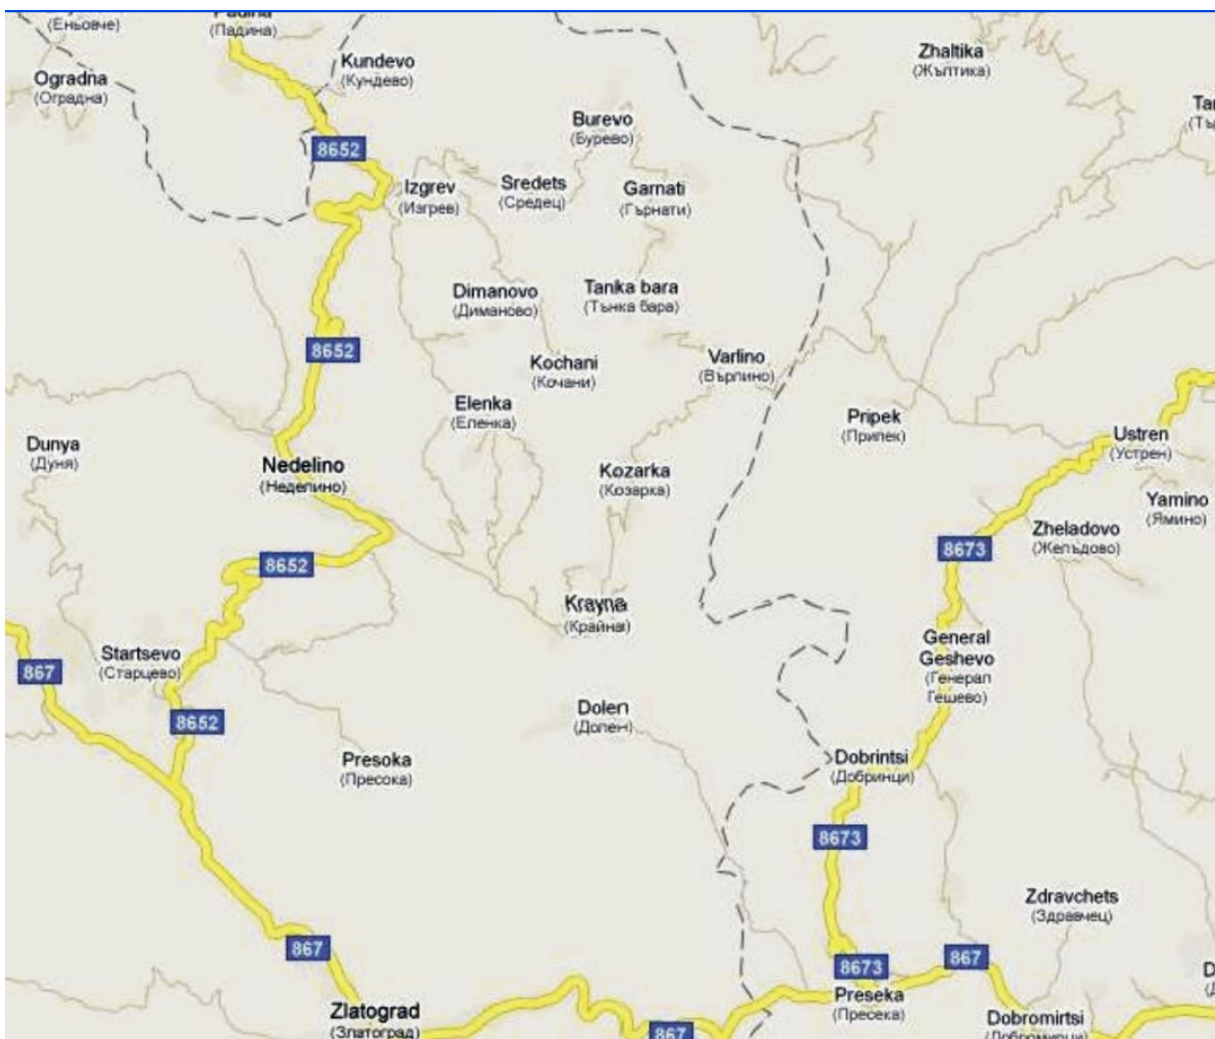 (Еньовче)
Padina
(Падина)
Kundevo
(Кундево)
Zhaltika
(Жълтика)
Ogradna
(Оградна)
Burevo
(Бурево)
8652
Izgrev
(Изгрев)
Sredets
(Средец)
Garnati
(Гърнати)
Dimanovo
(Диманово)
Tanka bara
(Тънка бара)
8652
Kochani
(Кочани)
Varlino
(Върлино)
Elenka
(Еленка)
Pripek
(Припек)
Dunya
(Дуня)
Ustren
(Устрен)
Nedelino
(Неделино)
Kozarka
(Козарка)
Yamino
(Ямино)
Zheladovo
(Желъдово)
8673
8652
Krayna
(Крайна)
General
Geshevo
(Генерал
Гешево)
Startsevo
(Старцево)
867
8652
Dolen
(Долен)
Presoka
(Пресока)
Dobrintsi
(Добринци)
8673
Zdravchets
(Здравчец)
867
8673
867
Preseka
(Пресека)
Zlatograd
(Златоград)
867
Dobromirtsi
(Добромирци)